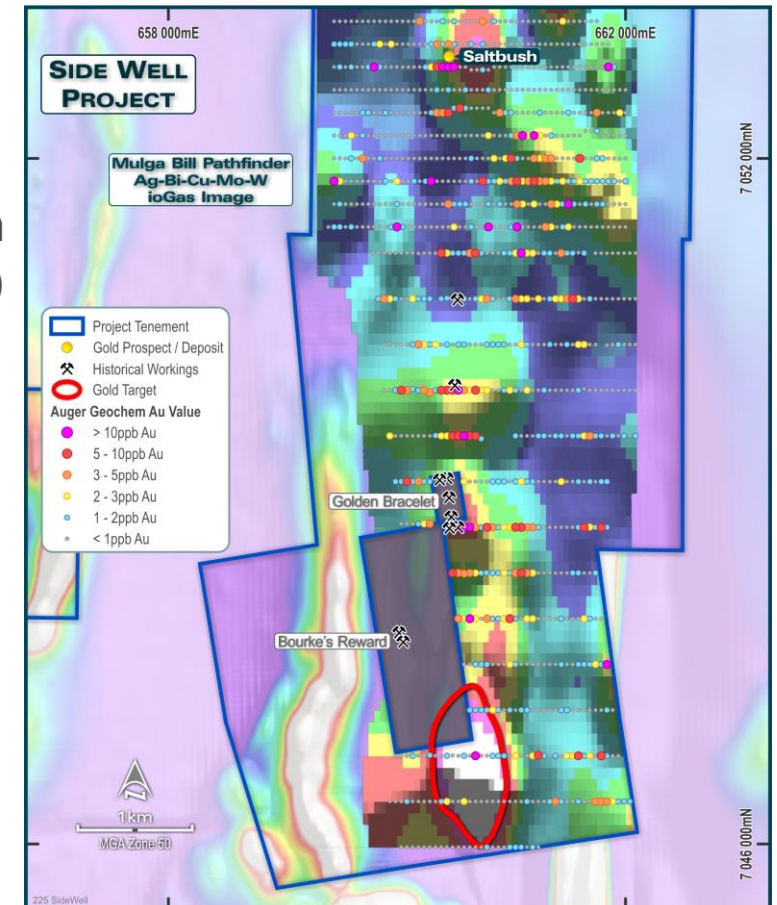 658 000mE
662 000mE
SIDE WELL
PROJECT
Saltbush
Mulga Bill Pathfinder
Ag-Bi-Cu-Mo-W
ioGas Image
7 052 000mN
Project Tenement
Gold Prospect / Deposit
Historical Workings
Gold Target
Auger Geochem Au Value
> 10ppb Au
5 - 10ppb Au
3 - 5ppb Au
2 - 3ppb Au
1 - 2ppb Au
< 1ppb Au
Golden Bracelet
Bourke's Reward
N
1km
MGA Zone 50
7 046 000mN
225 SideWell